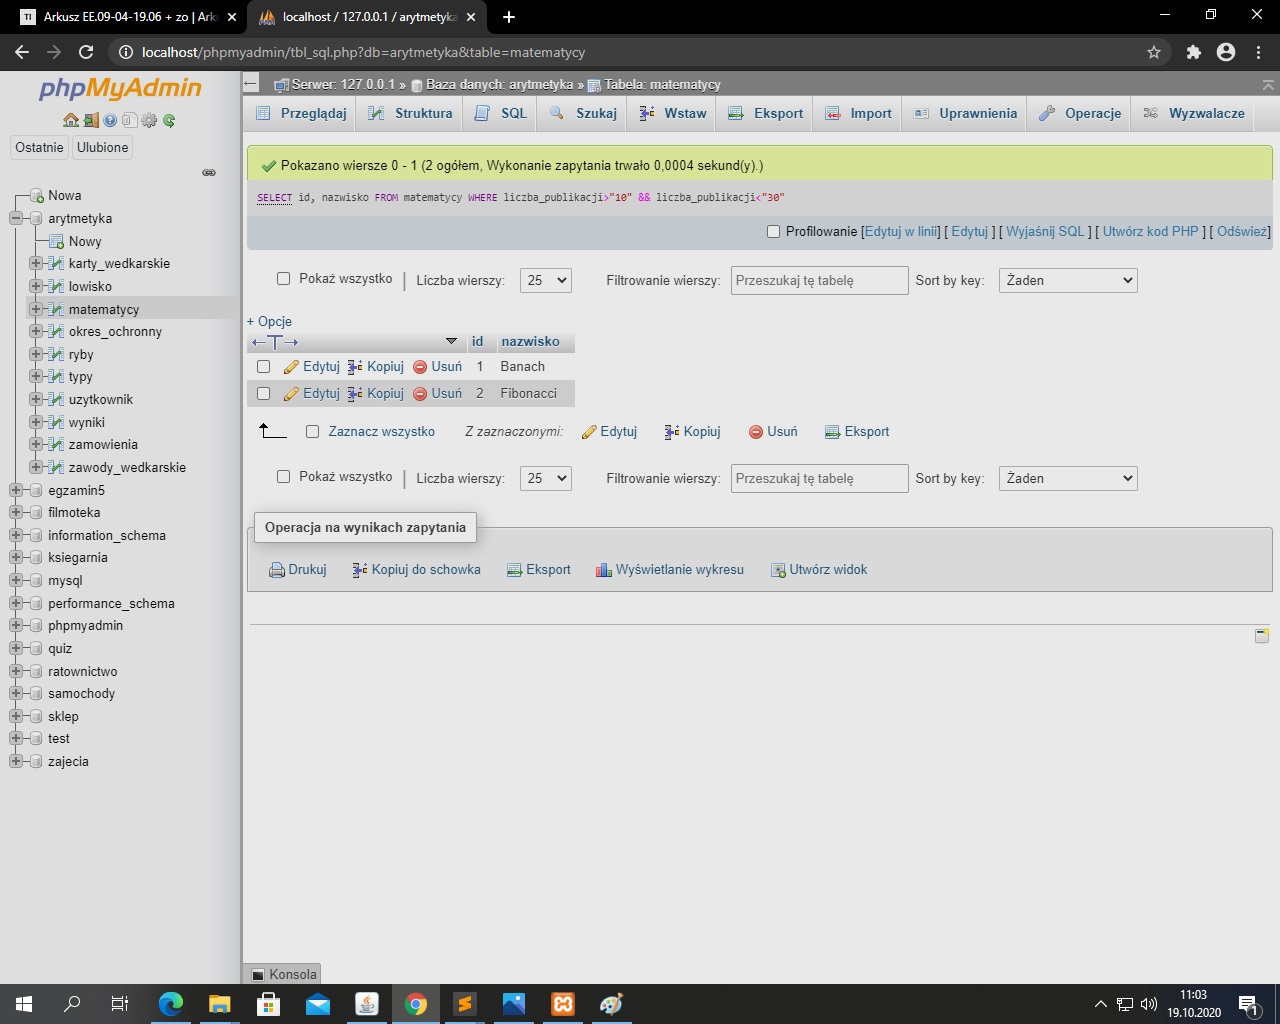 Arkusz EE.09-04-19.06 + zo | Ark
localhost / 127.0.0.1 / arytmetyka
localhost/phpmyadmin/tbl_sql.php?db=arytmetyka&table=matematycy
phpMyAdmin
Ostatnie Ulubione
Nowa
arytmetyka
Nowy
karty_wedkarskie
lowisko
matematycy
okres_ochronny
ryby
typy
uzytkownik
wyniki
zamowienia
zawody_wedkarskie
egzamin5
filmoteka
information_schema
ksiegarnia
mysql
performance_schema
phpmyadmin
quiz
ratownictwo
samochody
sklep
test
zajecia
Serwer: 127.0.0.1 » Baza danych: arytmetyka » Tabela: matematycy
Przeglądaj Struktura SQL Szukaj Wstaw Eksport Import Uprawnienia Operacje Wyzwalacze
Pokazano wiersze 0 - 1 (2 ogółem, Wykonanie zapytania trwało 0,0004 sekund(y).)
SELECT id, nazwisko FROM matematycy WHERE liczba_publikacji>"10" && liczba_publikacji<"30"
Profilowanie [Edytuj w linii] [ Edytuj ] [ Wyjaśnij SQL ] [ Utwórz kod PHP ] [ Odśwież]
Pokaż wszystko | Liczba wierszy: 25 Filtrowanie wierszy: Przeszukaj tę tabelę Sort by key: Żaden
+ Opcje
←T→ id nazwisko
Edytuj Kopiuj Usuń 1 Banach
Edytuj Kopiuj Usuń 2 Fibonacci
Zaznacz wszystko Z zaznaczonymi: Edytuj Kopiuj Usuń Eksport
Pokaż wszystko | Liczba wierszy: 25 Filtrowanie wierszy: Przeszukaj tę tabelę Sort by key: Żaden
Operacja na wynikach zapytania
Drukuj Kopiuj do schowka Eksport Wyświetlanie wykresu Utwórz widok
Konsola
11:03
19.10.2020
1